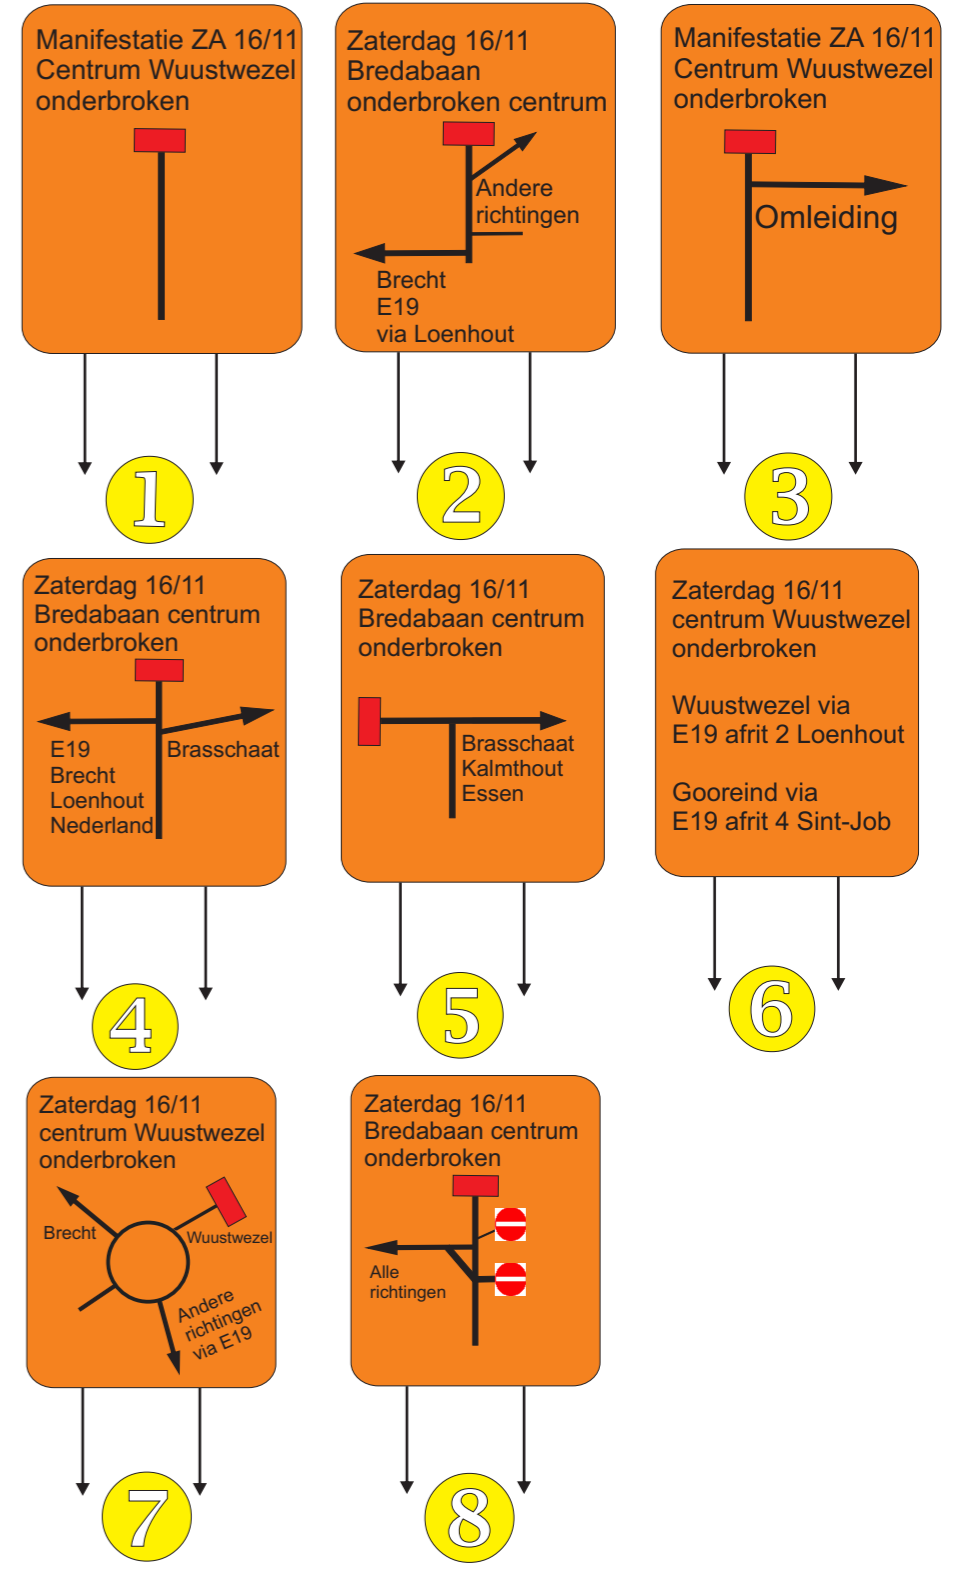 Manifestatie ZA 16/11
Centrum Wuustwezel
onderbroken
1
Zaterdag 16/11
Bredabaan
onderbroken centrum
Andere
richtingen
Brecht
E19
via Loenhout
2
Manifestatie ZA 16/11
Centrum Wuustwezel
onderbroken
Omleiding
3
Zaterdag 16/11
Bredabaan centrum
onderbroken
E19
Brecht
Loenhout
Nederland
Brasschaat
4
Zaterdag 16/11
Bredabaan centrum
onderbroken
Brasschaat
Kalmthout
Essen
5
Zaterdag 16/11
centrum Wuustwezel
onderbroken
Wuustwezel via
E19 afrit 2 Loenhout
Gooreind via
E19 afrit 4 Sint-Job
6
Zaterdag 16/11
centrum Wuustwezel
onderbroken
Brecht
Wuustwezel
Andere
richtingen
via E19
7
Zaterdag 16/11
Bredabaan centrum
onderbroken
Alle
richtingen
8